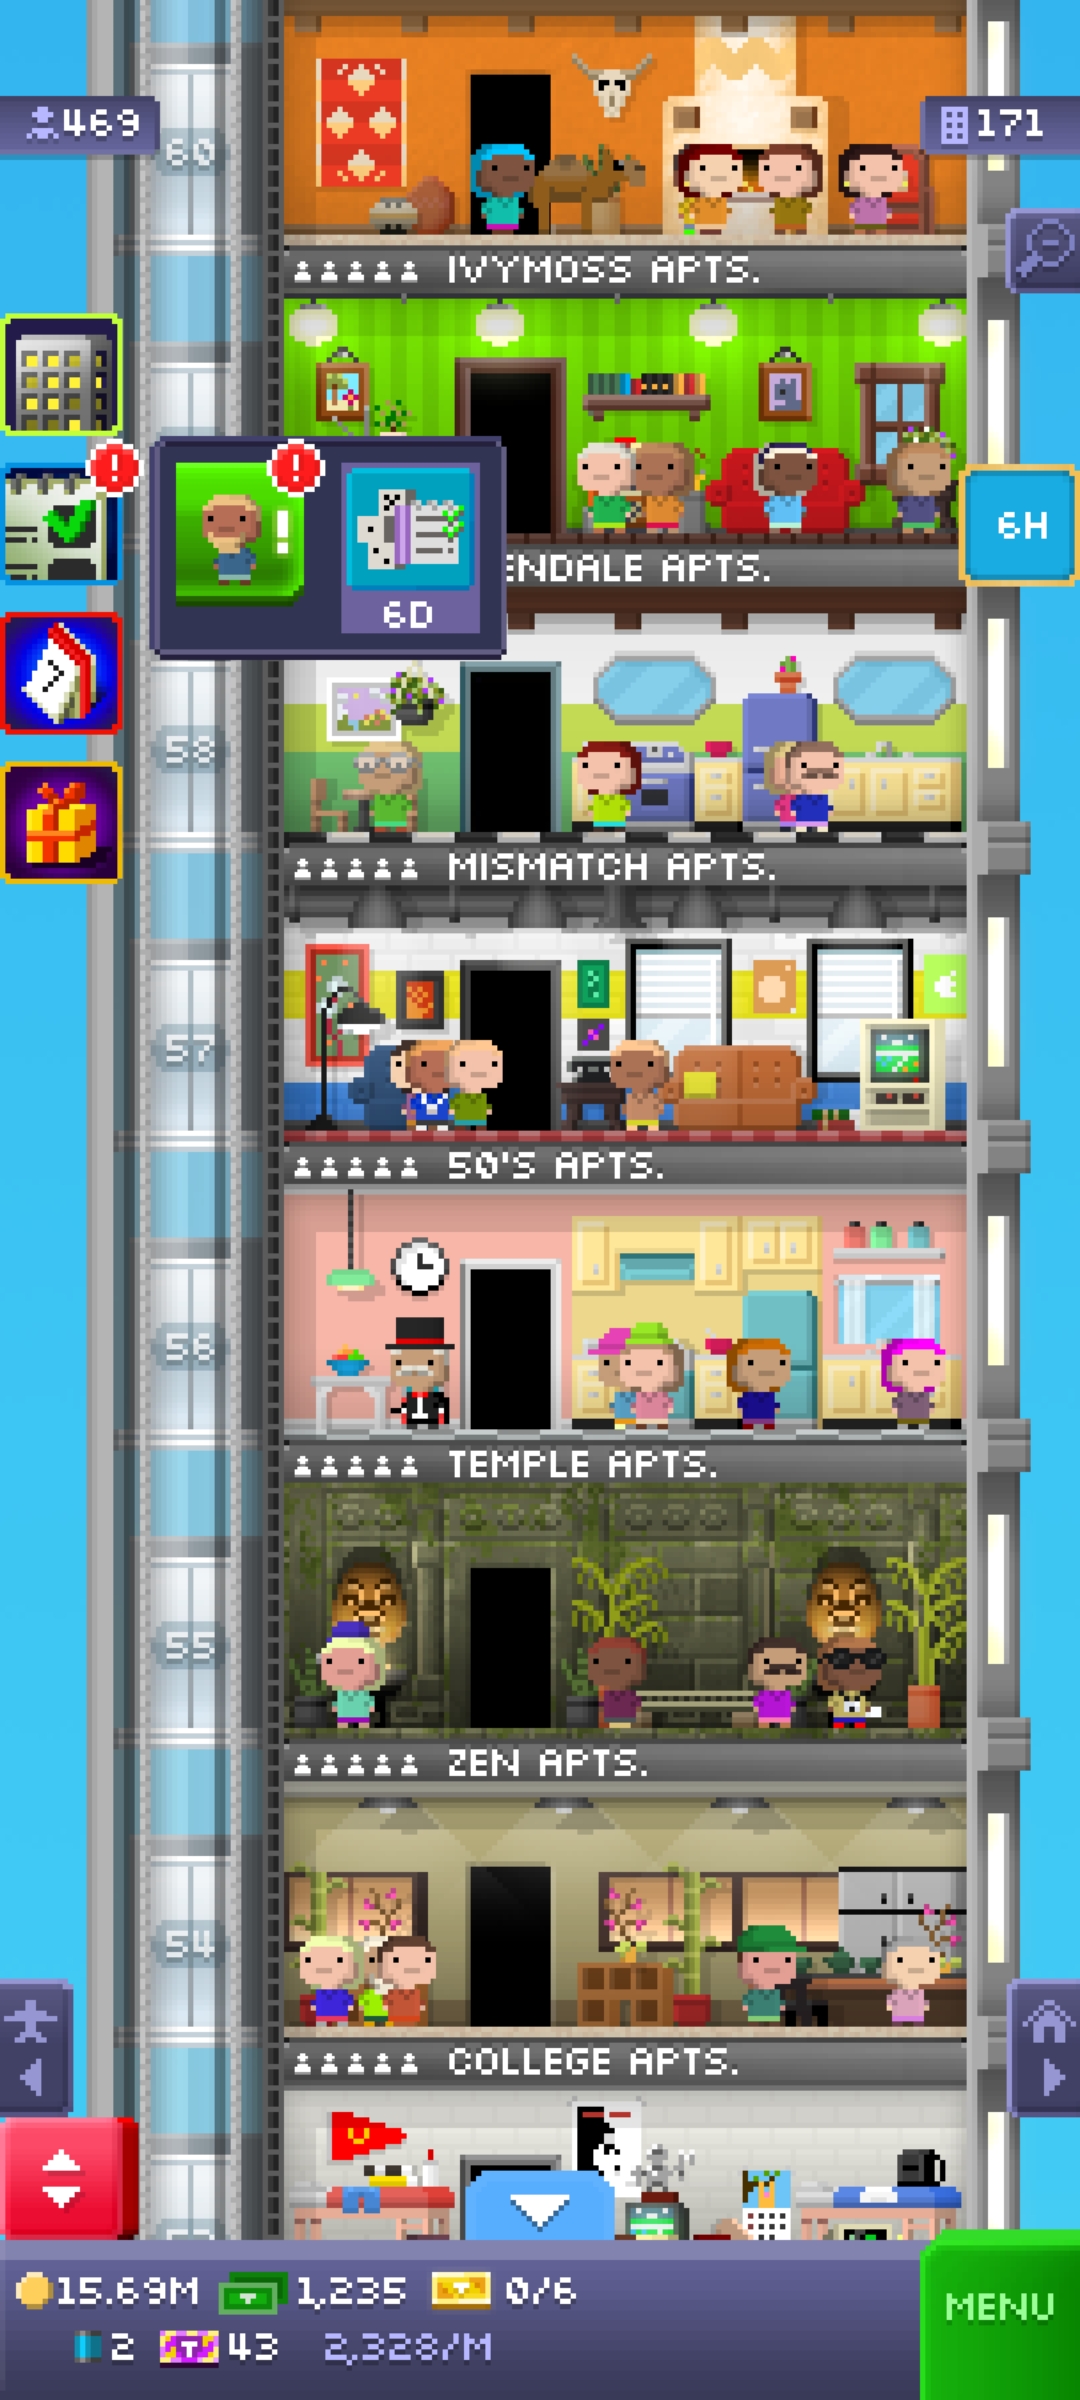 469
171
60
IVYMOSS APTS.
6H
ENDALE APTS.
6D
58
MISMATCH APTS.
57
50'S APTS.
56
TEMPLE APTS.
55
ZEN APTS.
54
COLLEGE APTS.
15.69M 1,235 0/6
2 43 2,328/M
MENU